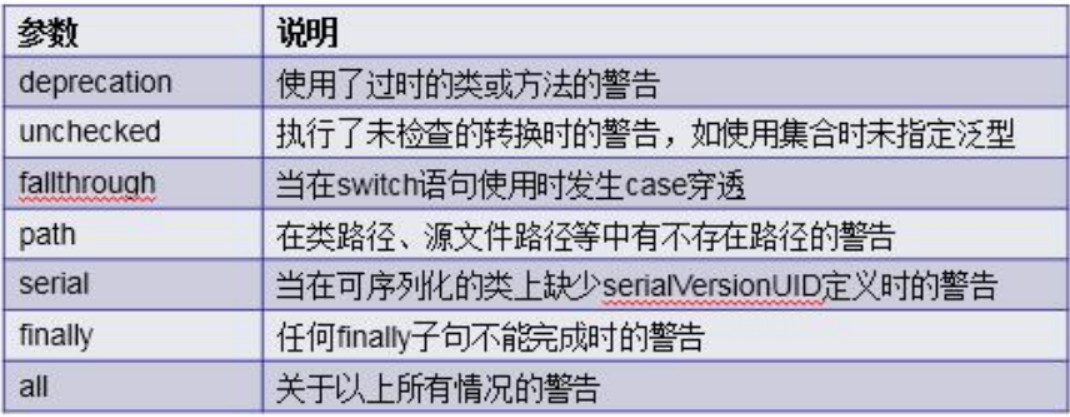 参数 说明
deprecation 使用了过时的类或方法的警告
unchecked 执行了未检查的转换时的警告，如使用集合时未指定泛型
fallthrough 当在switch语句使用时发生case穿透
path 在类路径、源文件路径等中有不存在路径的警告
serial 当在可序列化的类上缺少serialVersionUID定义时的警告
finally 任何finally子句不能完成时的警告
all 关于以上所有情况的警告